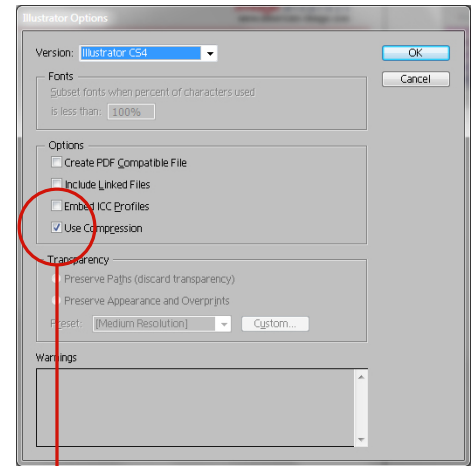 Illustrator Options
Version: Illustrator CS4
OK
Cancel
Fonts
Subset fonts when percent of characters used
is less than: 100%
Options
Create PDF Compatible File
Include Linked Files
Embed ICC Profiles
Use Compression
Transparency
Preserve Paths (discard transparency)
Preserve Appearance and Overprints
Preset: [Medium Resolution] Custom...
Warnings